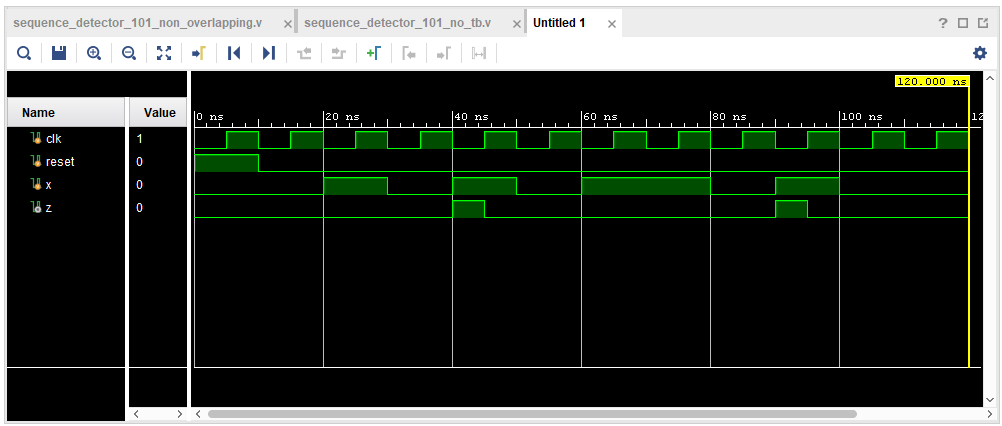 sequence_detector_101_non_overlapping.v × sequence_detector_101_no_tb.v × Untitled 1 ×
120.000 ns
Name Value
0 ns 20 ns 40 ns 60 ns 80 ns 100 ns 12
clk 1
reset 0
x 0
z 0